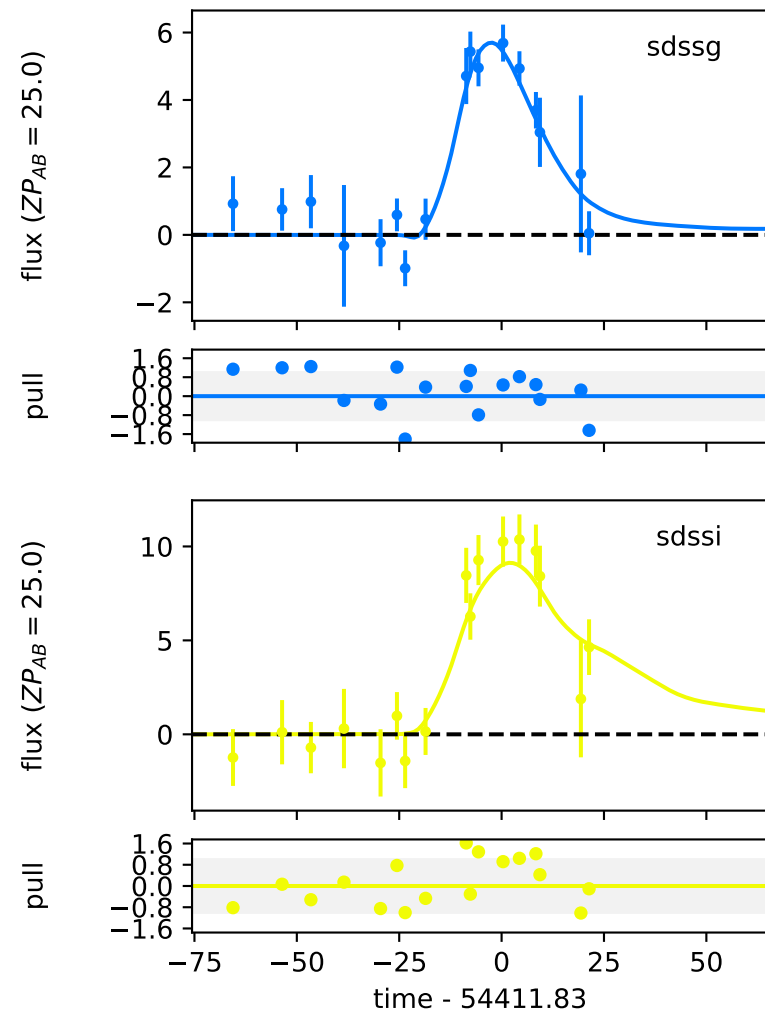 sdssg
flux (ZP_AB = 25.0)
6
4
2
0
−2
pull
1.6
0.8
0.0
−0.8
−1.6
sdssi
flux (ZP_AB = 25.0)
10
5
0
pull
1.6
0.8
0.0
−0.8
−1.6
−75 −50 −25 0 25 50
time - 54411.83